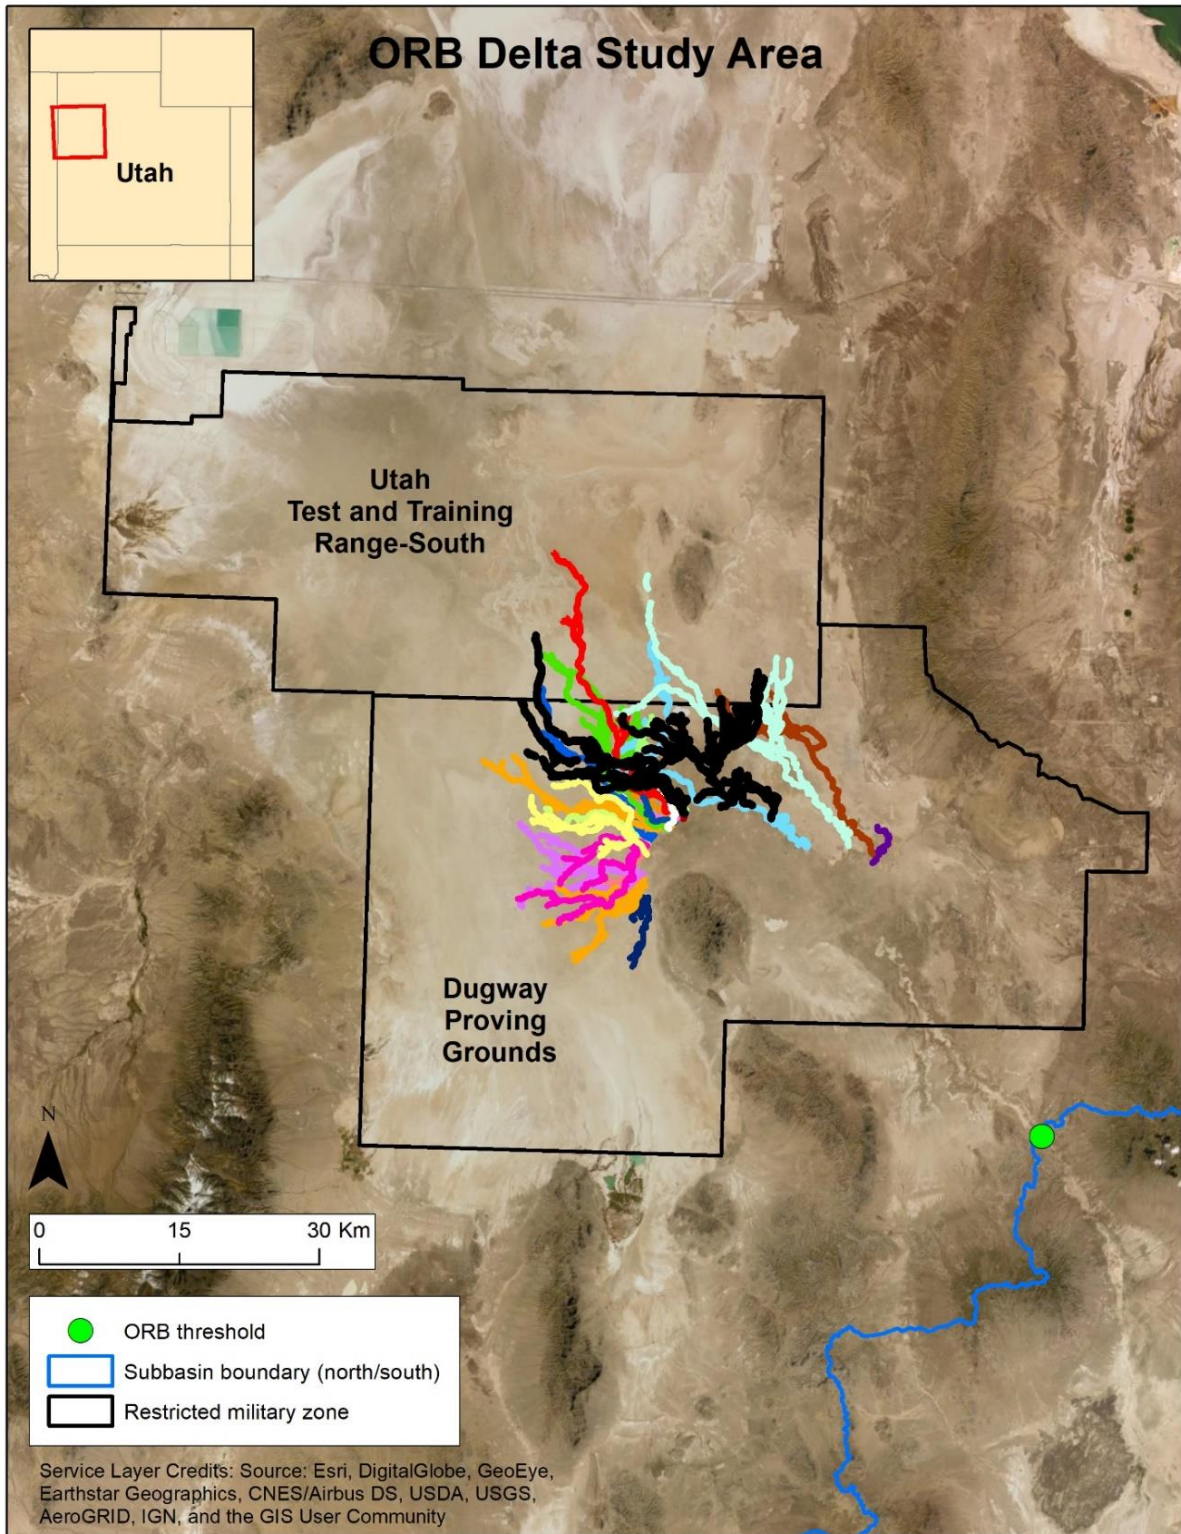 ORB Delta Study Area
Utah
Utah
Test and Training
Range-South
Dugway
Proving
Grounds
N
0 15 30 Km
ORB threshold
Subbasin boundary (north/south)
Restricted military zone
Service Layer Credits: Source: Esri, DigitalGlobe, GeoEye,
Earthstar Geographics, CNES/Airbus DS, USDA, USGS,
AeroGRID, IGN, and the GIS User Community